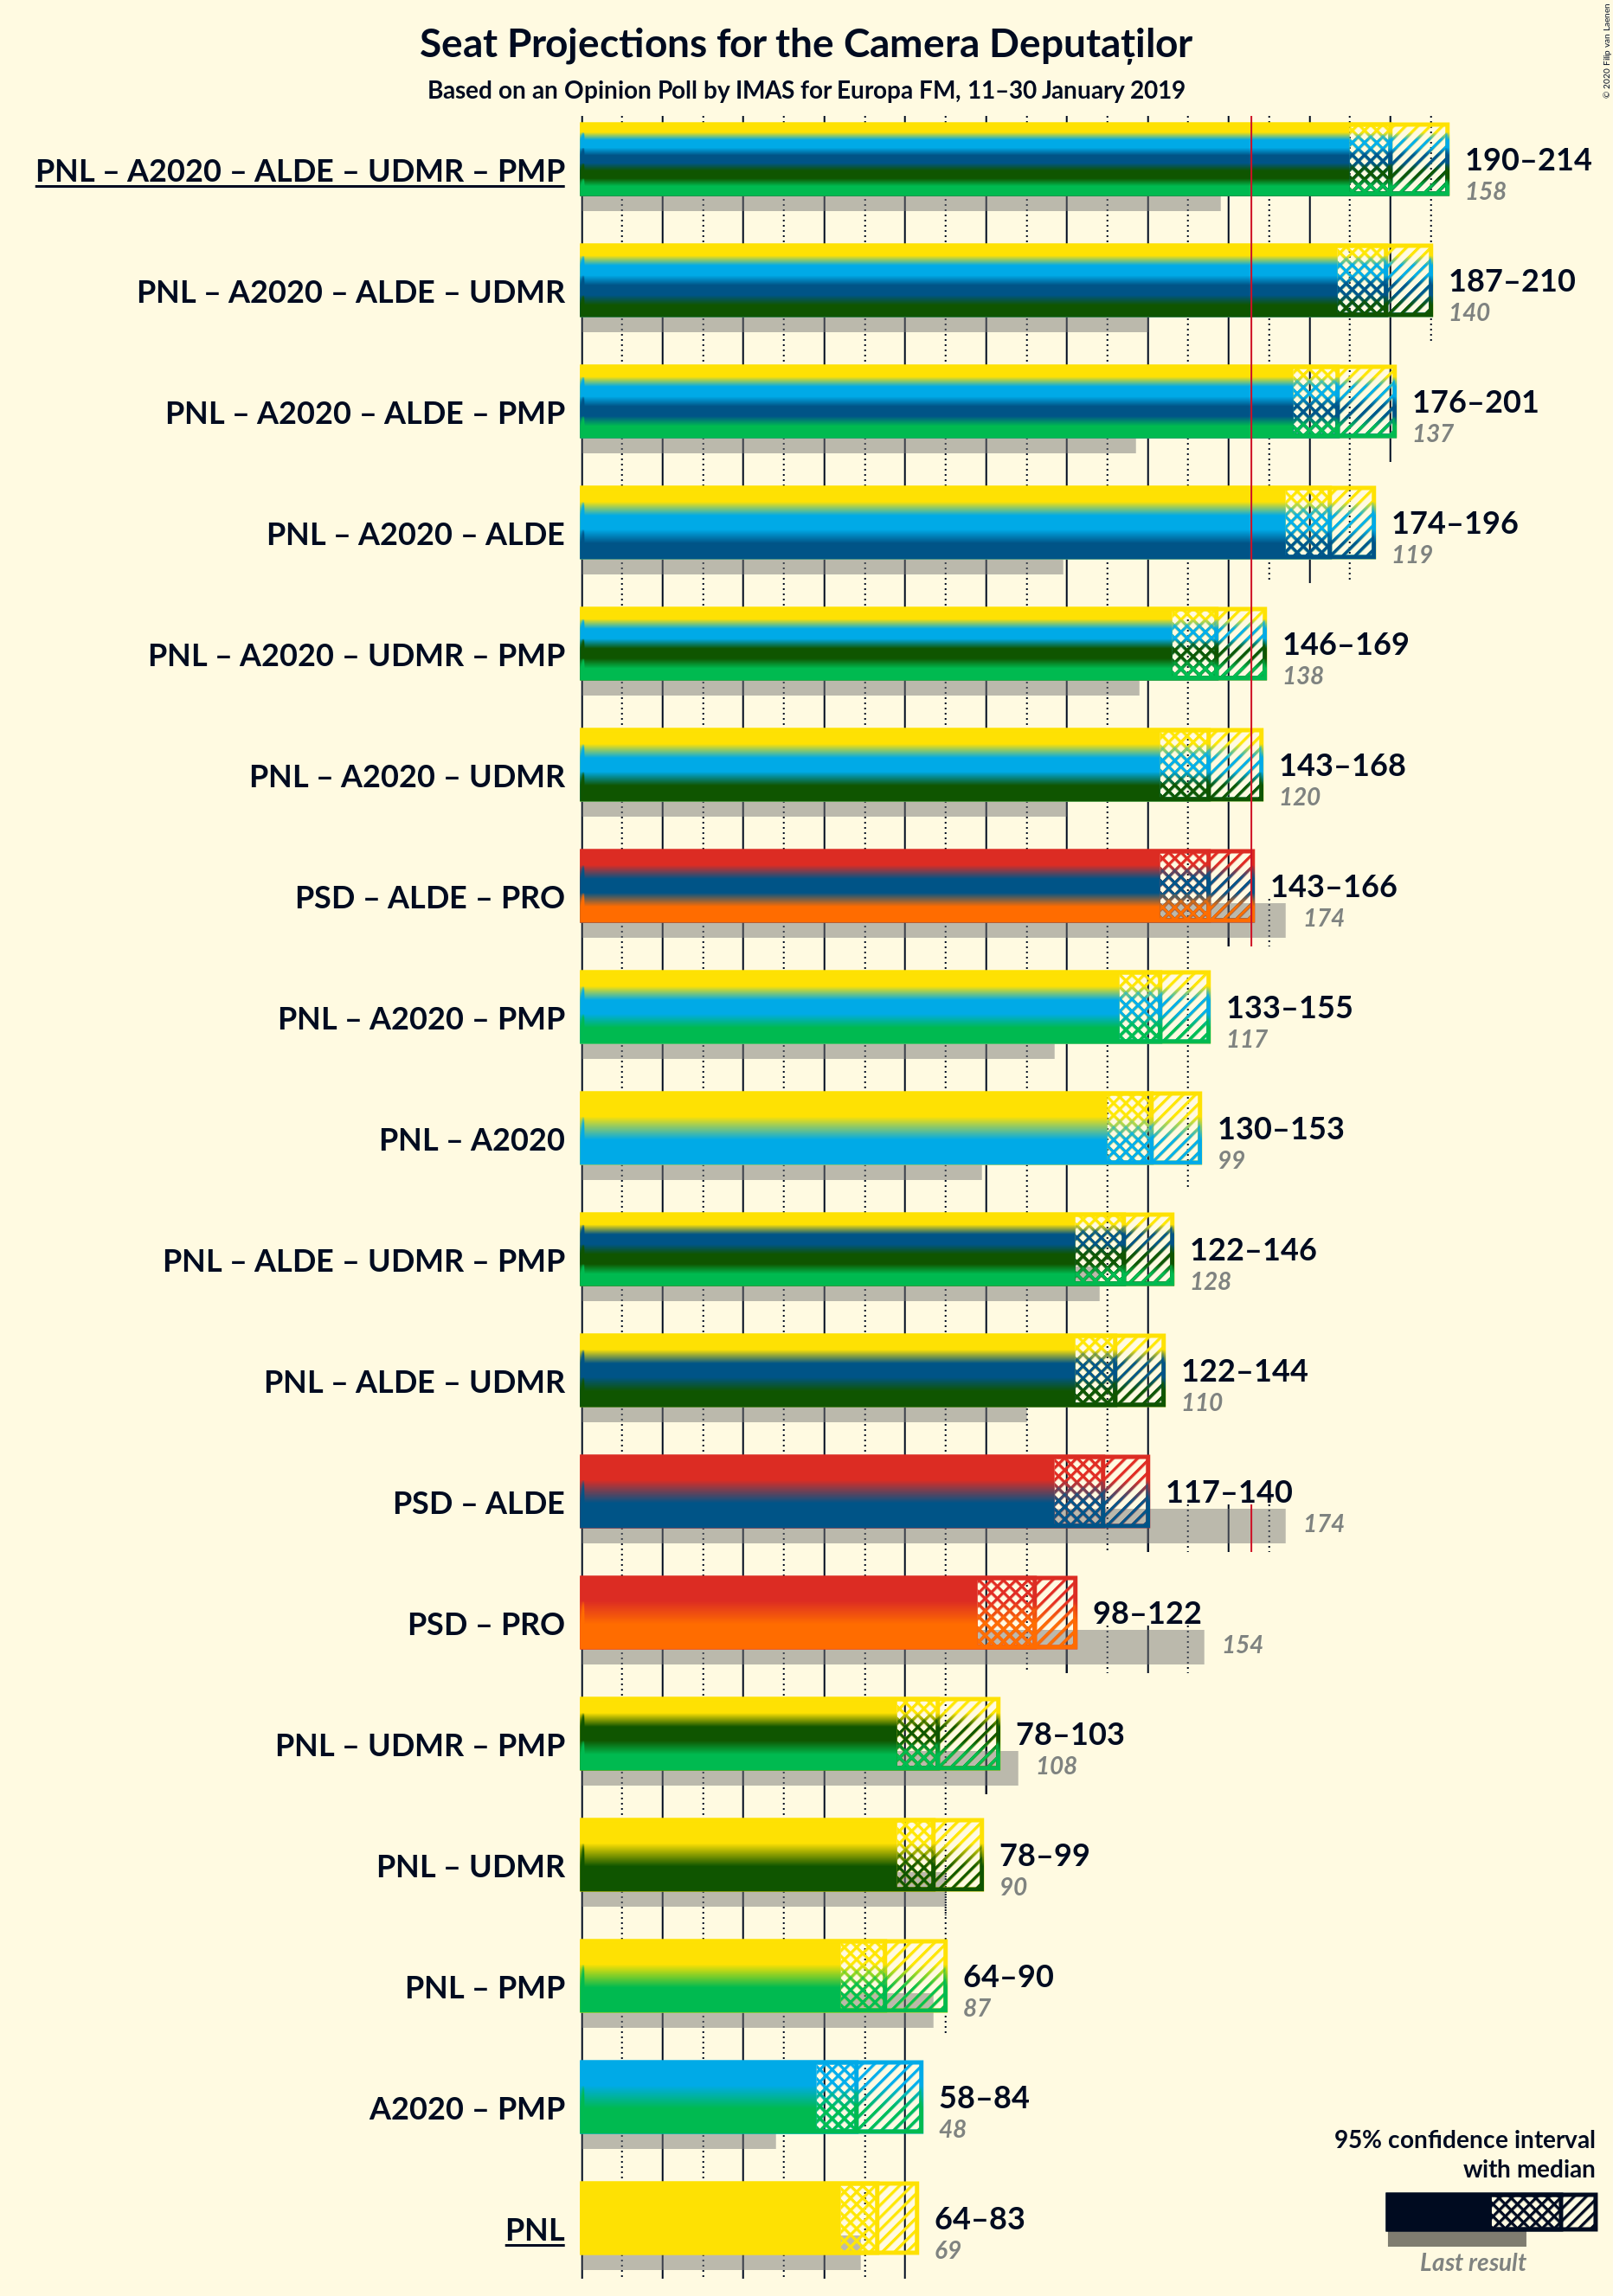 Seat Projections for the Camera Deputaților
Based on an Opinion Poll by IMAS for Europa FM, 11–30 January 2019
© 2020 Filip van Laenen
PNL – A2020 – ALDE – UDMR – PMP
190–214
158
PNL – A2020 – ALDE – UDMR
187–210
140
PNL – A2020 – ALDE – PMP
176–201
137
PNL – A2020 – ALDE
174–196
119
PNL – A2020 – UDMR – PMP
146–169
138
PNL – A2020 – UDMR
143–168
120
PSD – ALDE – PRO
143–166
174
PNL – A2020 – PMP
133–155
117
PNL – A2020
130–153
99
PNL – ALDE – UDMR – PMP
122–146
128
PNL – ALDE – UDMR
122–144
110
PSD – ALDE
117–140
174
PSD – PRO
98–122
154
PNL – UDMR – PMP
78–103
108
PNL – UDMR
78–99
90
PNL – PMP
64–90
87
A2020 – PMP
58–84
48
PNL
64–83
69
95% confidence interval
with median
Last result